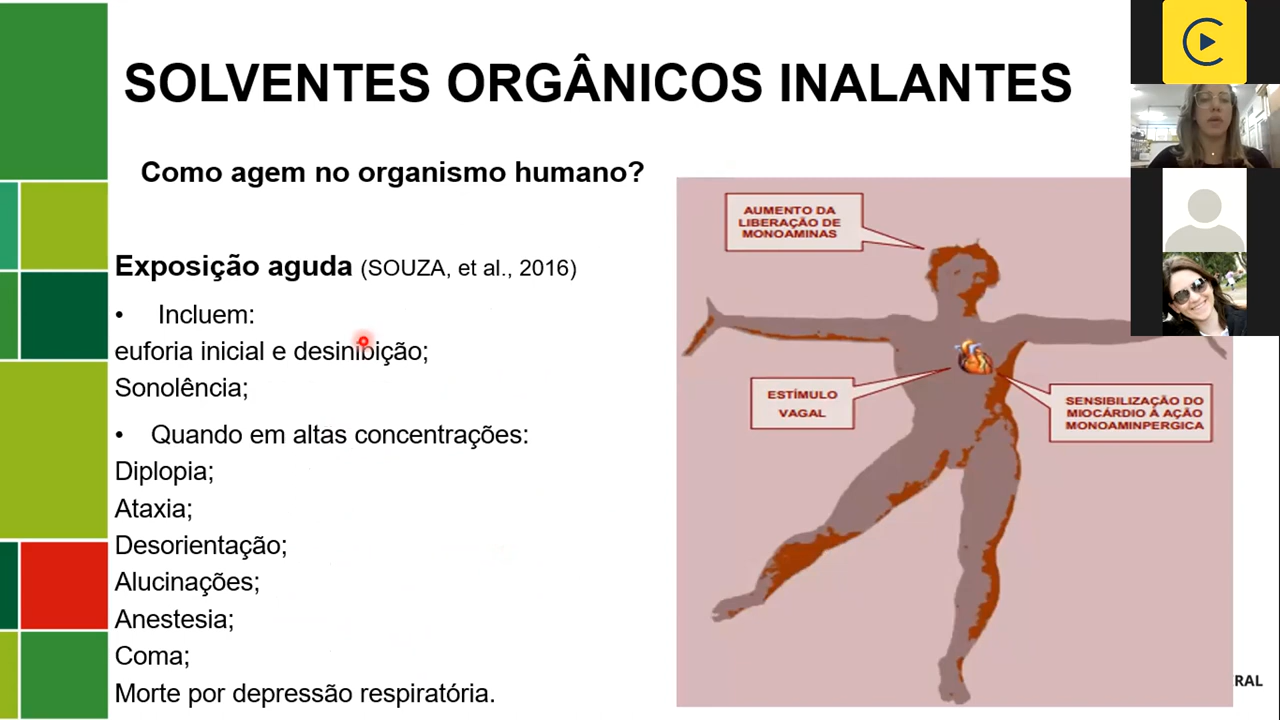 SOLVENTES ORGÂNICOS INALANTES
Como agem no organismo humano?
Exposição aguda (SOUZA, et al., 2016)
• Incluem:
euforia inicial e desinibição;
Sonolência;
• Quando em altas concentrações:
Diplopia;
Ataxia;
Desorientação;
Alucinações;
Anestesia;
Coma;
Morte por depressão respiratória.
AUMENTO DA
LIBERAÇÃO DE
MONOAMINAS
ESTÍMULO
VAGAL
SENSIBILIZAÇÃO DO
MIOCÁRDIO À AÇÃO
MONOAMINPERGICA
RAL